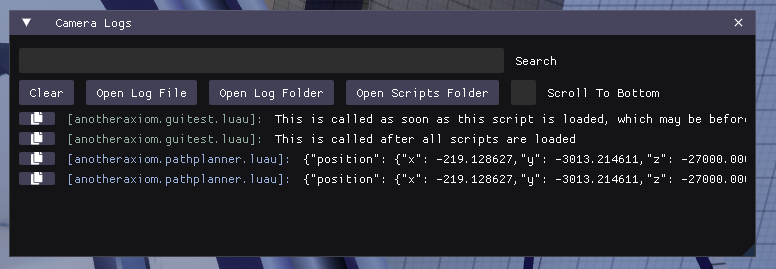 Camera Logs
Search
Clear Open Log File Open Log Folder Open Scripts Folder Scroll To Bottom
[anotheraxiom.guitest.luau]: This is called as soon as this script is loaded, which may be befor
[anotheraxiom.guitest.luau]: This is called after all scripts are loaded
[anotheraxiom.pathplanner.luau]: {"position": {"x": -219.128627,"y": -3013.214611,"z": -27000.00
[anotheraxiom.pathplanner.luau]: {"position": {"x": -219.128627,"y": -3013.214611,"z": -27000.00